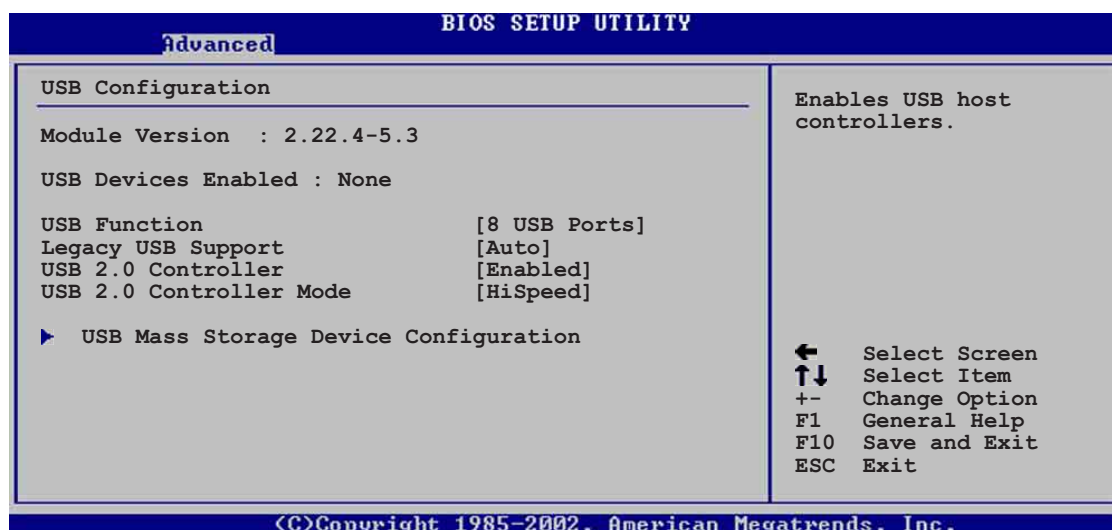 BIOS SETUP UTILITY
Advanced
USB Configuration
Module Version : 2.22.4-5.3
USB Devices Enabled : None
USB Function [8 USB Ports]
Legacy USB Support [Auto]
USB 2.0 Controller [Enabled]
USB 2.0 Controller Mode [HiSpeed]
USB Mass Storage Device Configuration
Enables USB host
controllers.
← Select Screen
↑↓ Select Item
+- Change Option
F1 General Help
F10 Save and Exit
ESC Exit
(C)Copyright 1985-2002, American Megatrends, Inc.